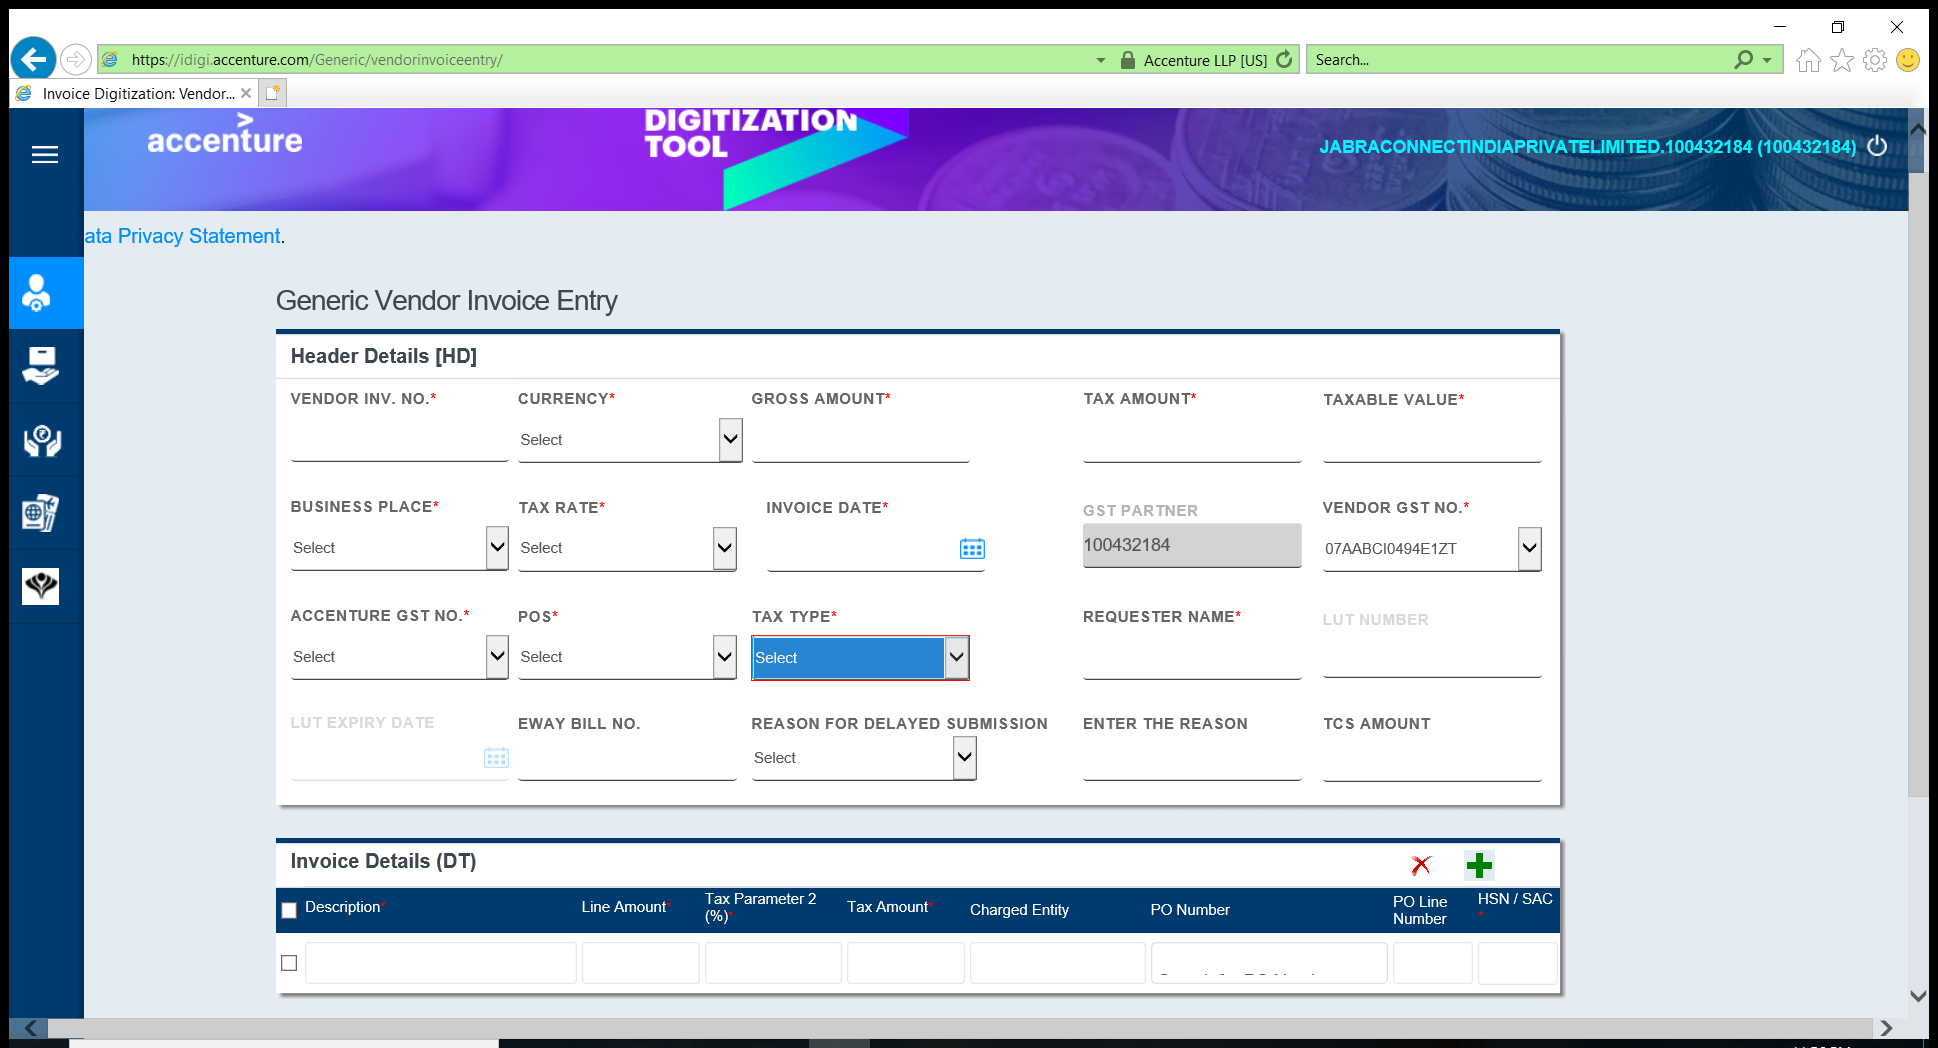 https://idigi.accenture.com/Generic/vendorinvoiceentry/
Accenture LLP [US]
Search...
Invoice Digitization: Vendor...
accenture
DIGITIZATION
TOOL
JABRACONNECTINDIAPRIVATELIMITED.100432184 (100432184)
ata Privacy Statement.
Generic Vendor Invoice Entry
Header Details [HD]
VENDOR INV. NO.* CURRENCY* GROSS AMOUNT* TAX AMOUNT* TAXABLE VALUE*
Select
BUSINESS PLACE* TAX RATE* INVOICE DATE* GST PARTNER VENDOR GST NO.*
Select Select 100432184 07AABCI0494E1ZT
ACCENTURE GST NO.* POS* TAX TYPE* REQUESTER NAME* LUT NUMBER
Select Select Select
LUT EXPIRY DATE EWAY BILL NO. REASON FOR DELAYED SUBMISSION ENTER THE REASON TCS AMOUNT
Select
Invoice Details (DT)
Description* Line Amount* Tax Parameter 2 (%)* Tax Amount* Charged Entity PO Number PO Line Number HSN / SAC *